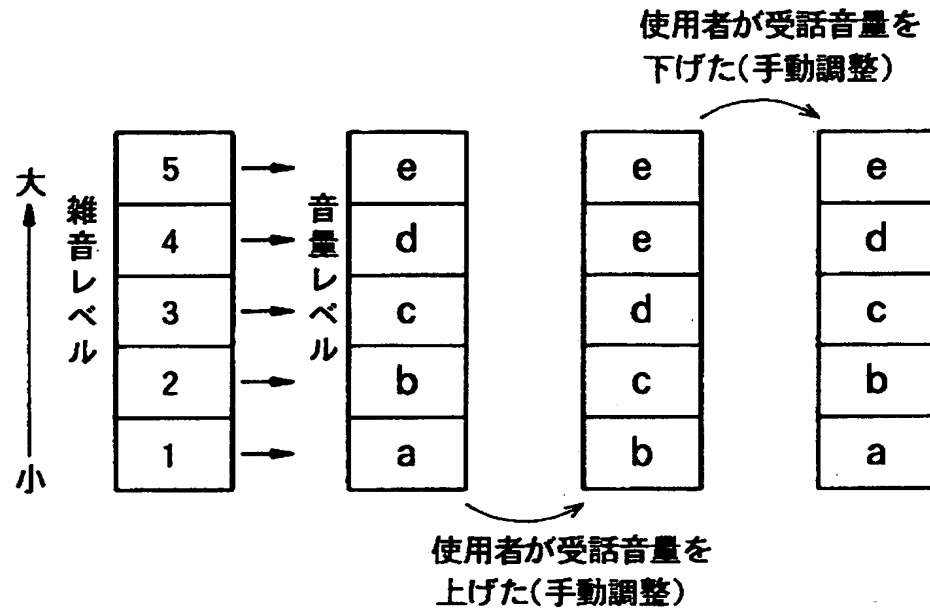 使用者が受話音量を
下げた(手動調整)
大
小
雑音レベル
5
4
3
2
1
音量レベル
e
d
c
b
a
e
e
d
c
b
e
d
c
b
a
使用者が受話音量を
上げた(手動調整)